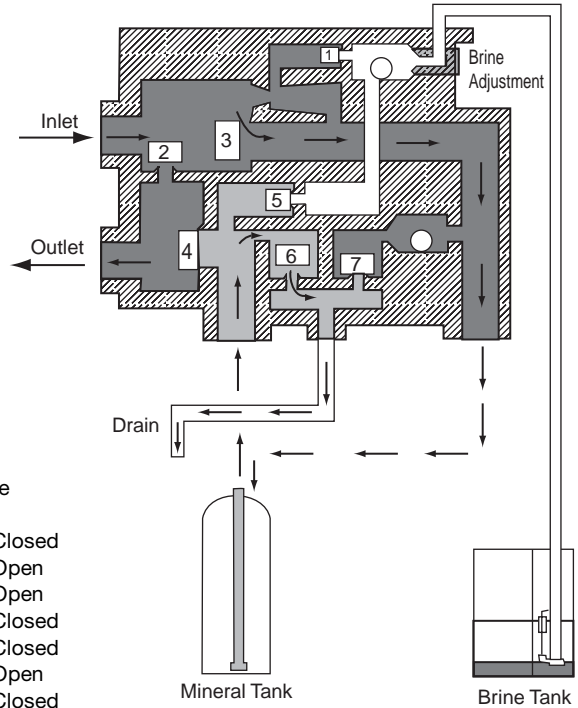 1
Brine
Adjustment
Inlet
2
3
5
Outlet
4
6
7
Drain
Closed
Open
Open
Closed
Closed
Open
Closed
Mineral Tank
Brine Tank